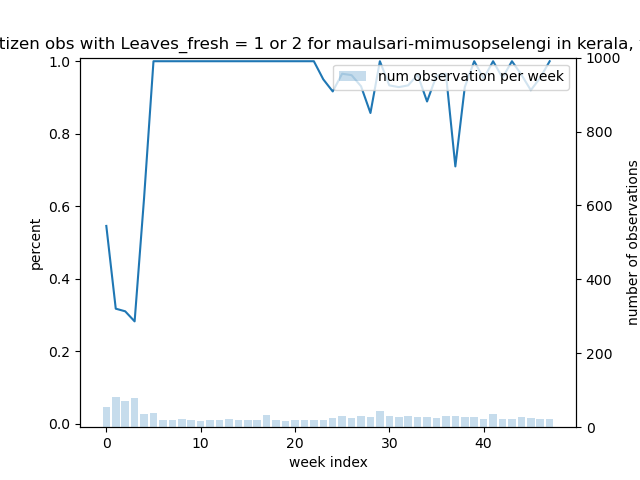 tizen obs with Leaves_fresh = 1 or 2 for maulsari-mimusopselengi in kerala,
num observation per week
percent
1.0
0.8
0.6
0.4
0.2
0.0
1000
800
600
400
200
0
number of observations
0 10 20 30 40
week index